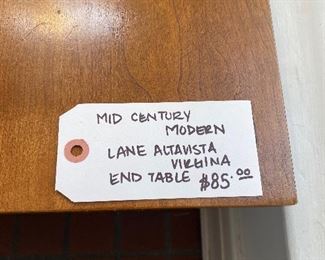 MID CENTURY
MODERN
LANE ALTAVISTA
VIRGINA
END TABLE $85.00